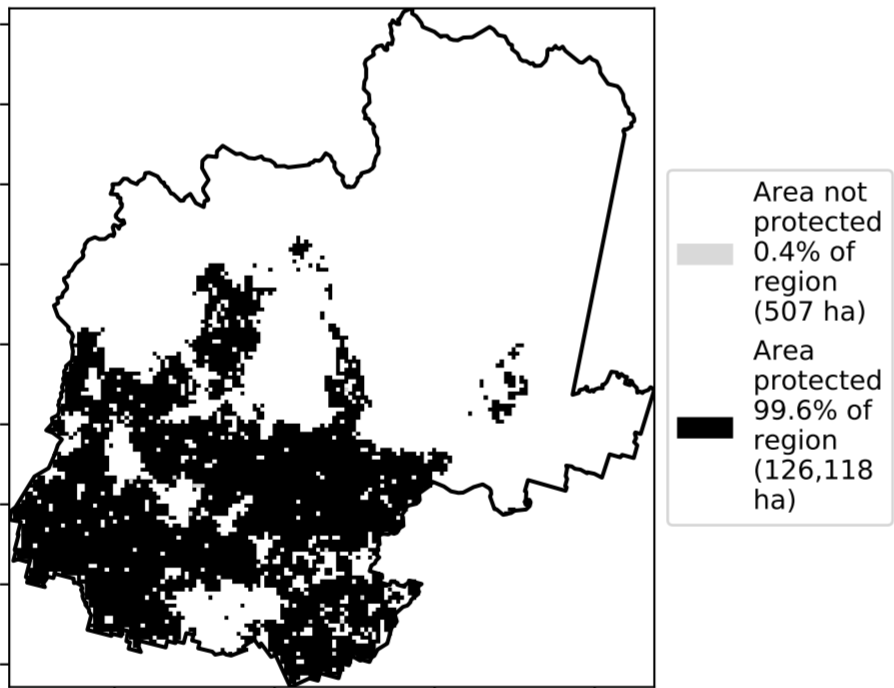 Area not
protected
0.4% of
region
(507 ha)
Area
protected
99.6% of
region
(126,118
ha)